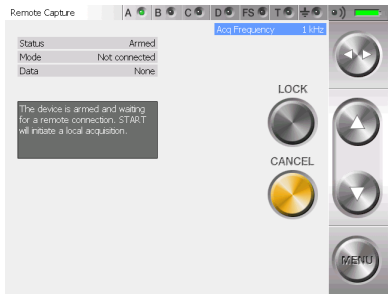 Remote Capture A B C D FS T
Acq Frequency 1 kHz
Status Armed
Mode Not connected
Data None
LOCK
The device is armed and waiting
for a remote connection. START
will initiate a local acquisition.
CANCEL
MENU